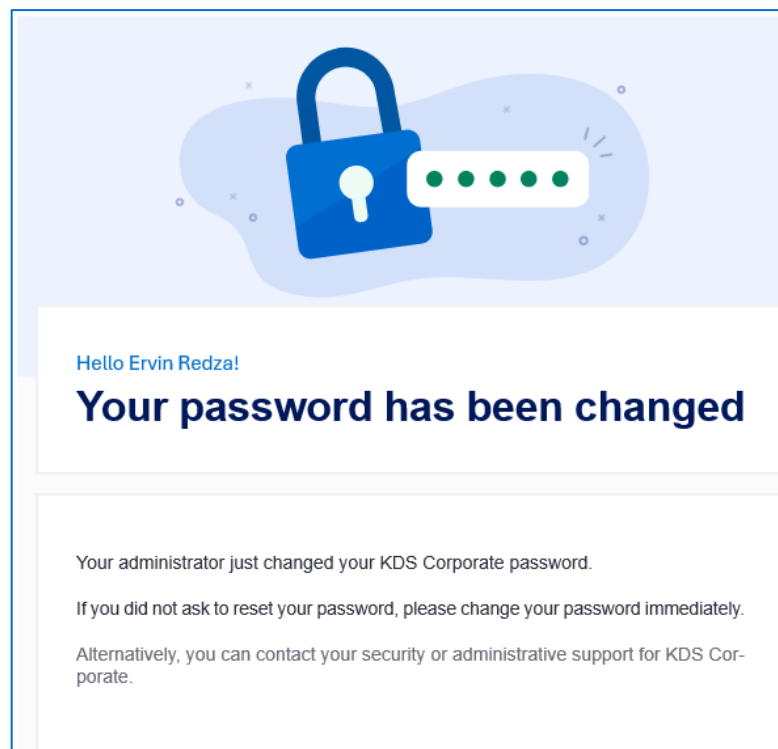 Hello Ervin Redza!
Your password has been changed
Your administrator just changed your KDS Corporate password.
If you did not ask to reset your password, please change your password immediately.
Alternatively, you can contact your security or administrative support for KDS Cor-
porate.